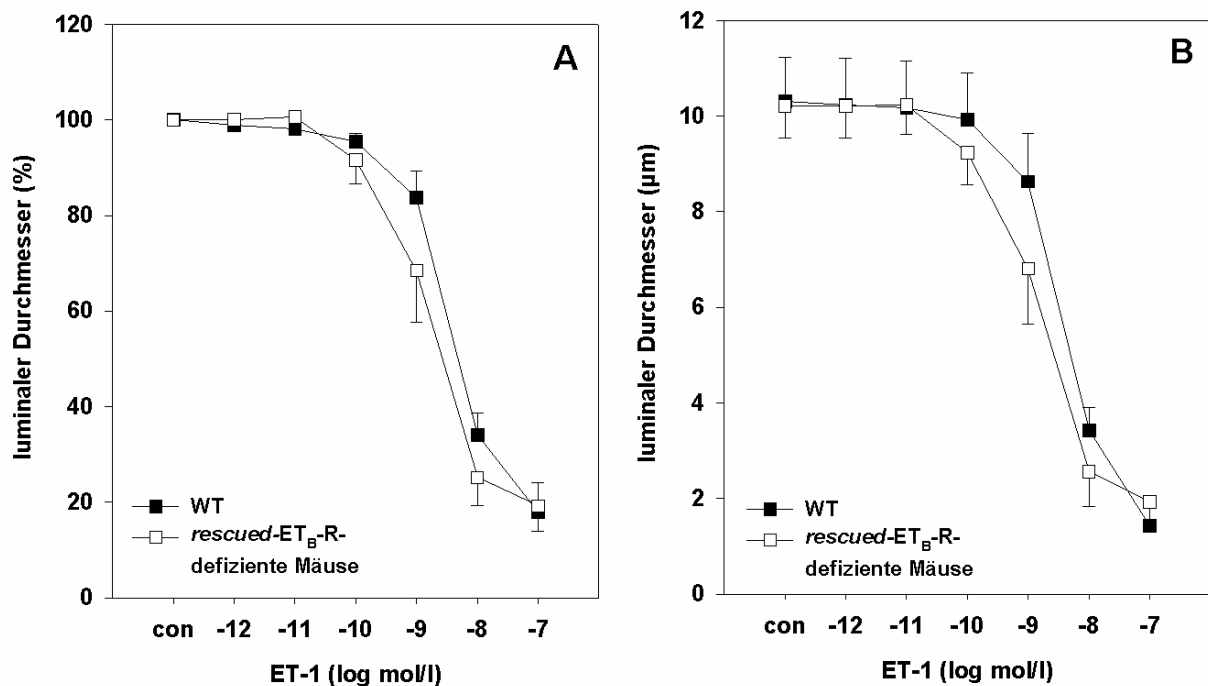 A
luminaler Durchmesser (%)
120
100
80
60
40
20
0
WT
rescued-ET_B-R-
defiziente Mäuse
con -12 -11 -10 -9 -8 -7
ET-1 (log mol/l)
B
luminaler Durchmesser (µm)
12
10
8
6
4
2
0
WT
rescued-ET_B-R-
defiziente Mäuse
con -12 -11 -10 -9 -8 -7
ET-1 (log mol/l)